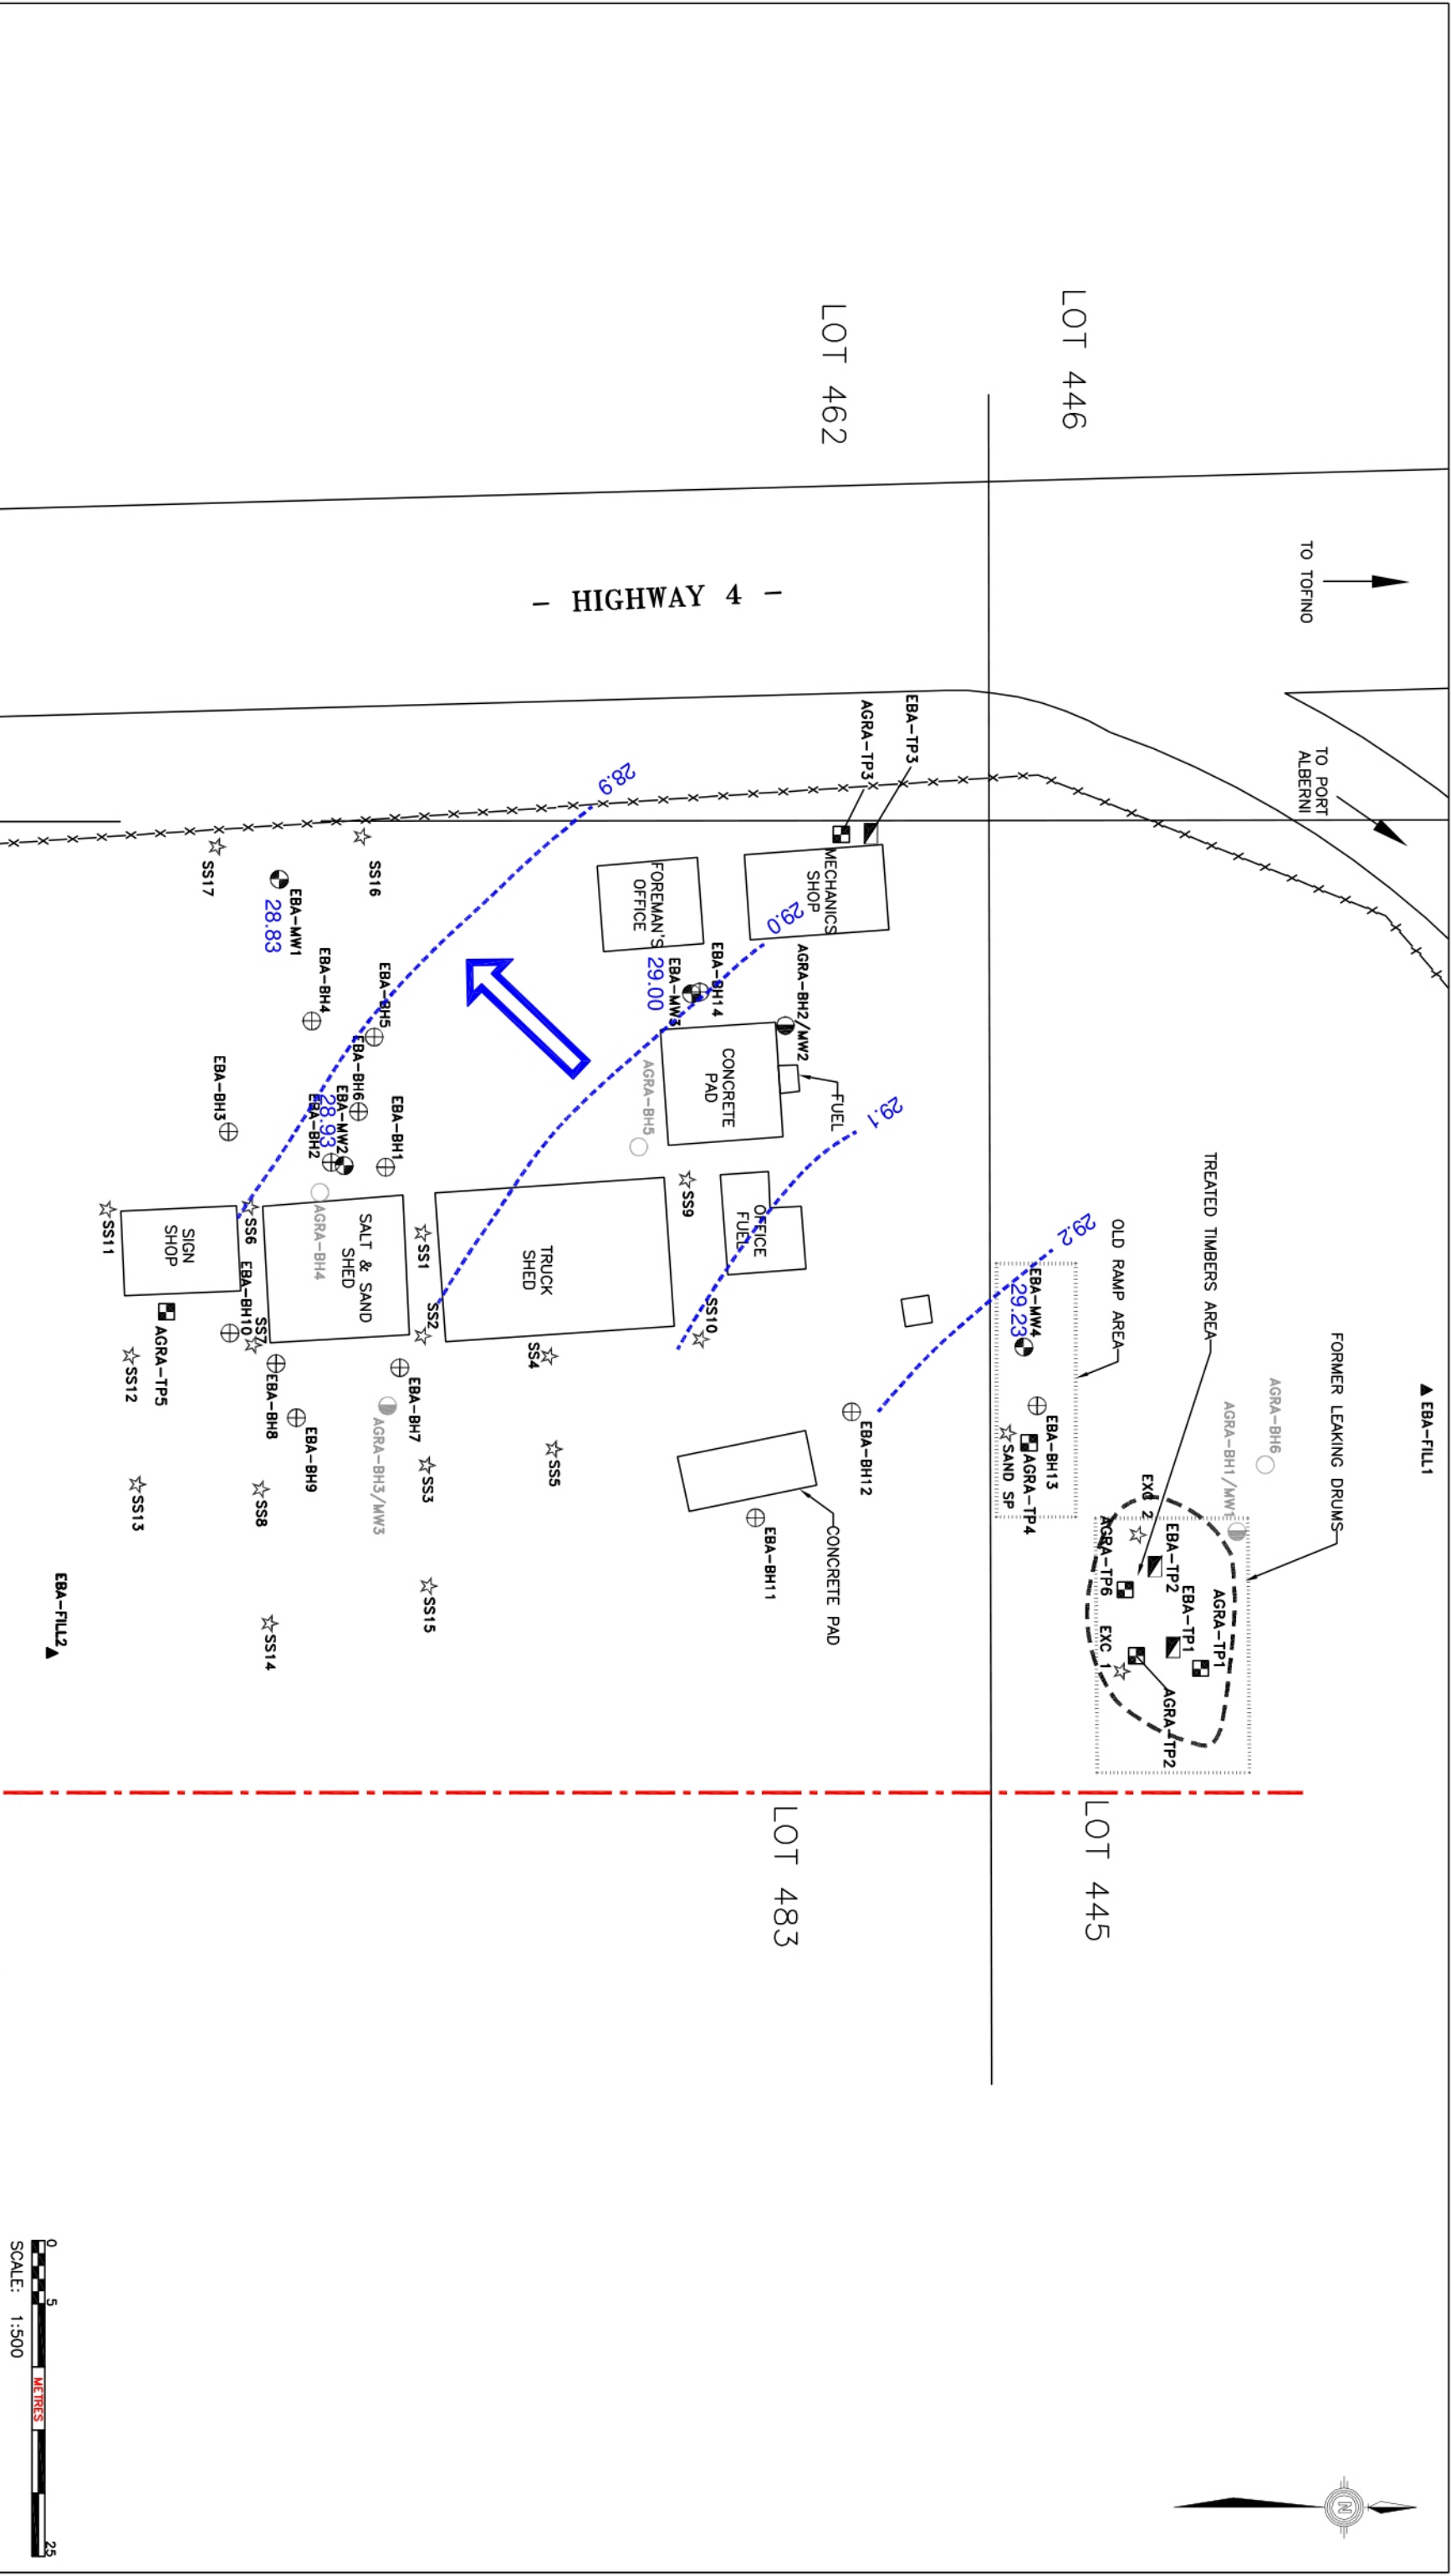 LOT 446
LOT 462
TO TOFINO
TO PORT
ALBERNI
- HIGHWAY 4 -
EBA-TP3
AGRA-TP3
28.9
SS16
SS17
EBA-MW1
28.83
EBA-BH4
EBA-BH5
EBA-BH6
EBA-BH3
EBA-MW2
28.93
EBA-BH2
EBA-BH1
MECHANICS
SHOP
29.0
FOREMAN'S
OFFICE
EBA-BH14
EBA-MW3
29.00
AGRA-BH2/MW2
CONCRETE
PAD
FUEL
AGRA-BH5
29.1
SS9
OFFICE
FUEL
SS10
TRUCK
SHED
SS1
SS2
SS4
SALT & SAND
SHED
AGRA-BH4
SS6
SIGN
SHOP
SS11
EBA-BH10
SS7
AGRA-TP5
SS12
EBA-BH8
EBA-BH7
AGRA-BH3/MW3
EBA-BH9
SS3
SS5
SS8
SS13
SS15
SS14
EBA-FILL2
29.2
EBA-MW4
29.23
OLD RAMP AREA
TREATED TIMBERS AREA
FORMER LEAKING DRUMS
EBA-FILL1
AGRA-BH6
AGRA-BH1/MW1
EBA-BH12
EBA-BH13
AGRA-TP4
SAND SP
EXC 2
EBA-TP2
AGRA-TP6
EBA-TP1
AGRA-TP1
EXC 1
AGRA-TP2
EBA-BH11
CONCRETE PAD
LOT 445
LOT 483
N
0
5
METRES
25
SCALE: 1:500